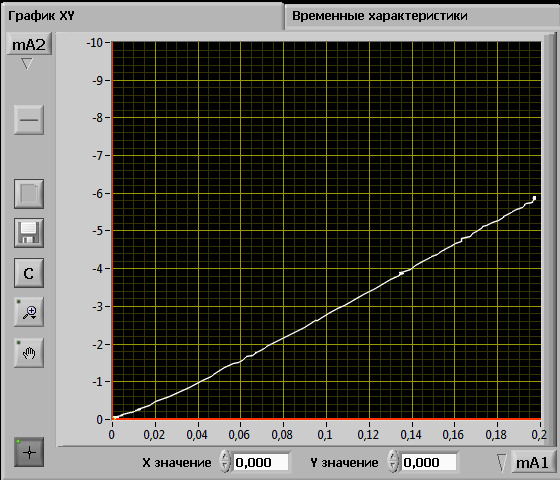 График XY
Временные характеристики
mA2
-10
-9
-8
-7
-6
-5
-4
-3
-2
-1
0
C
0 0,02 0,04 0,06 0,08 0,1 0,12 0,14 0,16 0,18 0,2
X значение 0,000 Y значение 0,000 mA1